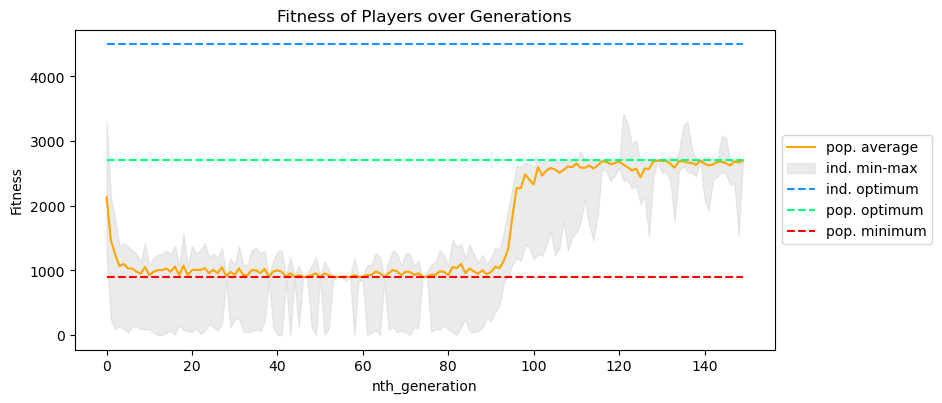 Fitness of Players over Generations
Fitness
4000
3000
2000
1000
0
0
20
40
60
80
100
120
140
nth_generation
pop. average
ind. min-max
ind. optimum
pop. optimum
pop. minimum